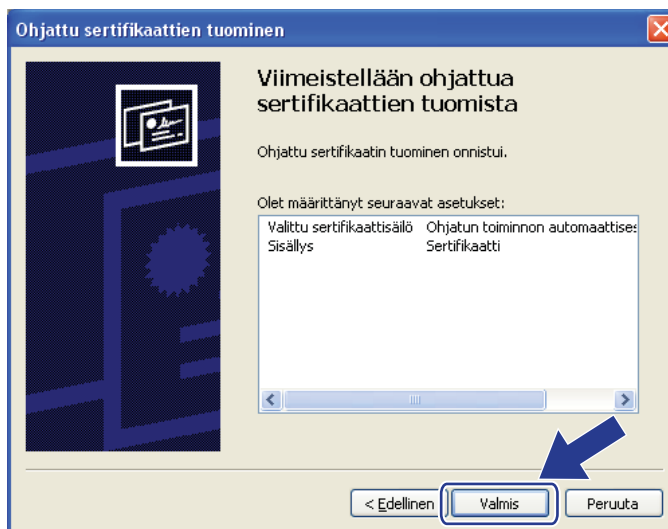 Ohjattu sertifikaattien tuominen
Viimeistellään ohjattua
sertifikaattien tuomista
Ohjattu sertifikaatin tuominen onnistui.
Olet määrittänyt seuraavat asetukset:
Valittu sertifikaattisäilö Ohjatun toiminnon automaattises
Sisällys Sertifikaatti
< Edellinen Valmis Peruuta